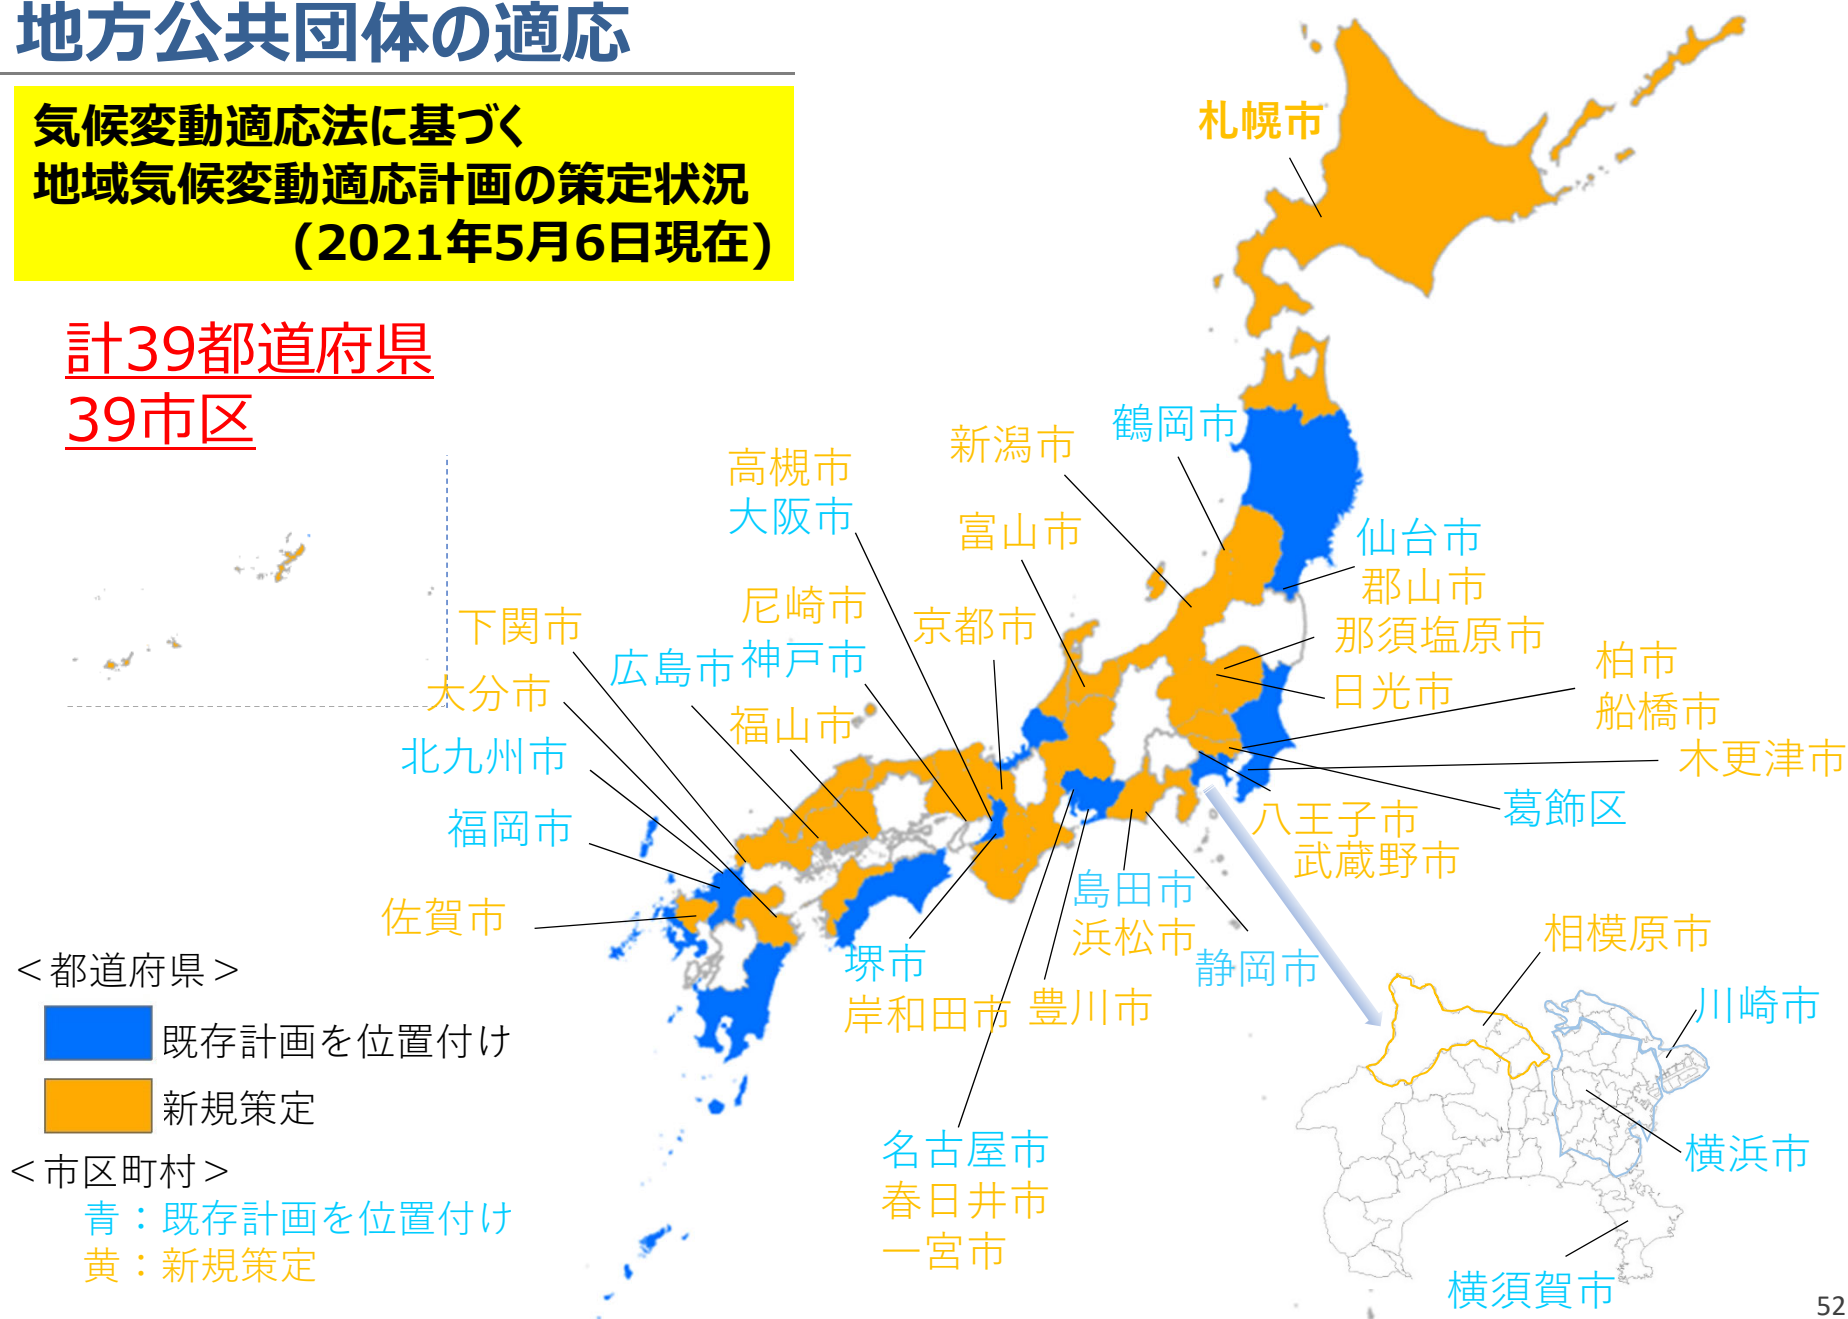 地方公共団体の適応
気候変動適応法に基づく
地域気候変動適応計画の策定状況
(2021年5月6日現在)
計39都道府県
39市区
札幌市
鶴岡市
新潟市
高槻市
大阪市
富山市
仙台市
郡山市
那須塩原市
日光市
柏市
船橋市
木更津市
葛飾区
八王子市
武蔵野市
尼崎市
神戸市
京都市
下関市
広島市
大分市
福山市
北九州市
福岡市
佐賀市
堺市
岸和田市
島田市
浜松市
静岡市
豊川市
名古屋市
春日井市
一宮市
相模原市
川崎市
横浜市
横須賀市
＜都道府県＞
既存計画を位置付け
新規策定
＜市区町村＞
青：既存計画を位置付け
黄：新規策定
52